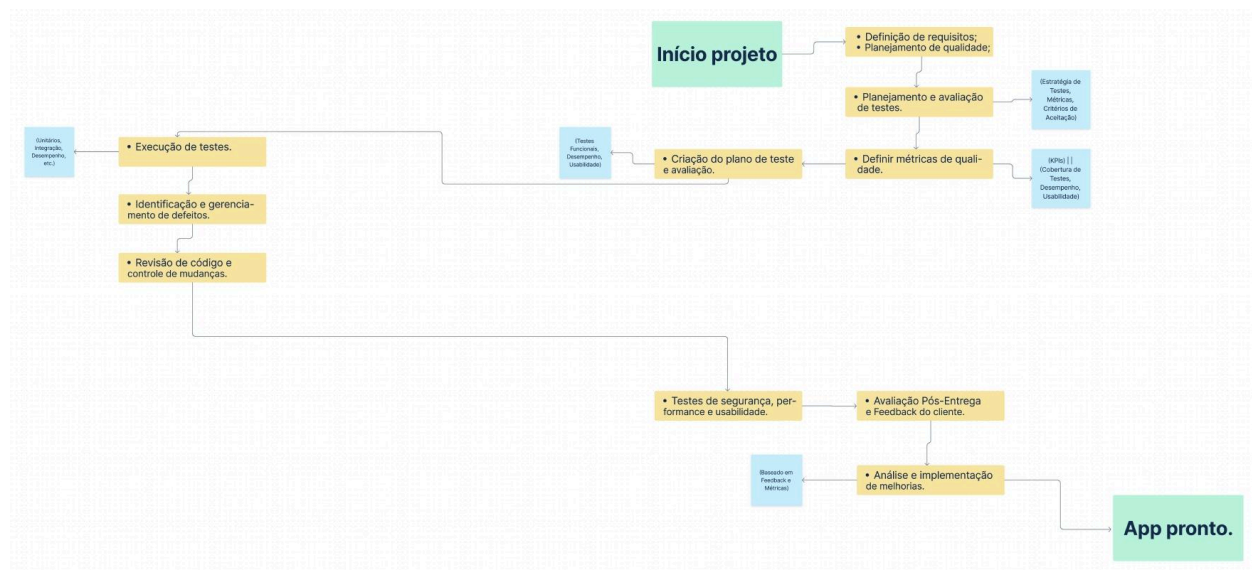 Início projeto
• Definição de requisitos;
• Planejamento de qualidade;
• Planejamento e avaliação
de testes.
(Estratégia de
Testes,
Métricas,
Critérios de
Aceitação)
• Definir métricas de quali-
dade.
(KPIs) | |
(Cobertura de
Testes,
Desempenho,
Usabilidade)
• Criação do plano de teste
e avaliação.
(Testes
Funcionais,
Desempenho,
Usabilidade)
• Execução de testes.
(Unitários,
Integração,
Desempenho,
etc.)
• Identificação e gerencia-
mento de defeitos.
• Revisão de código e
controle de mudanças.
• Testes de segurança, per-
formance e usabilidade.
• Avaliação Pós-Entrega
e Feedback do cliente.
• Análise e implementação
de melhorias.
(Baseado em
Feedback e
Métricas)
App pronto.